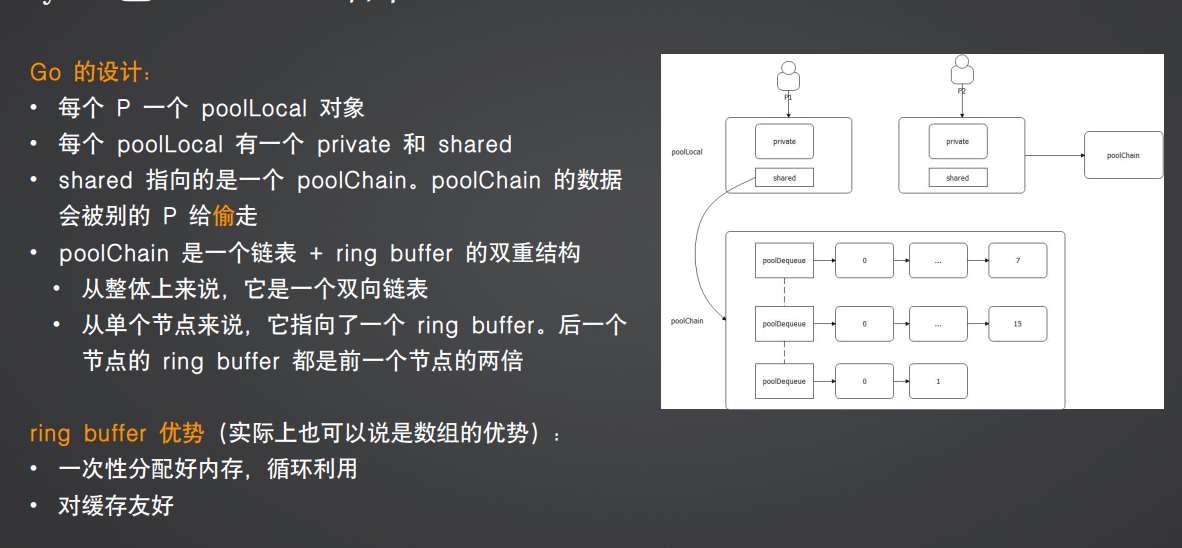 Go 的设计：
• 每个 P 一个 poolLocal 对象
• 每个 poolLocal 有一个 private 和 shared
• shared 指向的是一个 poolChain。poolChain 的数据
会被别的 P 给偷走
• poolChain 是一个链表 + ring buffer 的双重结构
• 从整体上来说，它是一个双向链表
• 从单个节点来说，它指向了一个 ring buffer。后一个
节点的 ring buffer 都是前一个节点的两倍
ring buffer 优势（实际上也可以说是数组的优势）：
• 一次性分配好内存，循环利用
• 对缓存友好
P1
P2
poolLocal
private
shared
private
shared
poolChain
poolChain
poolDequeue
0
...
7
poolDequeue
0
...
15
poolDequeue
0
1